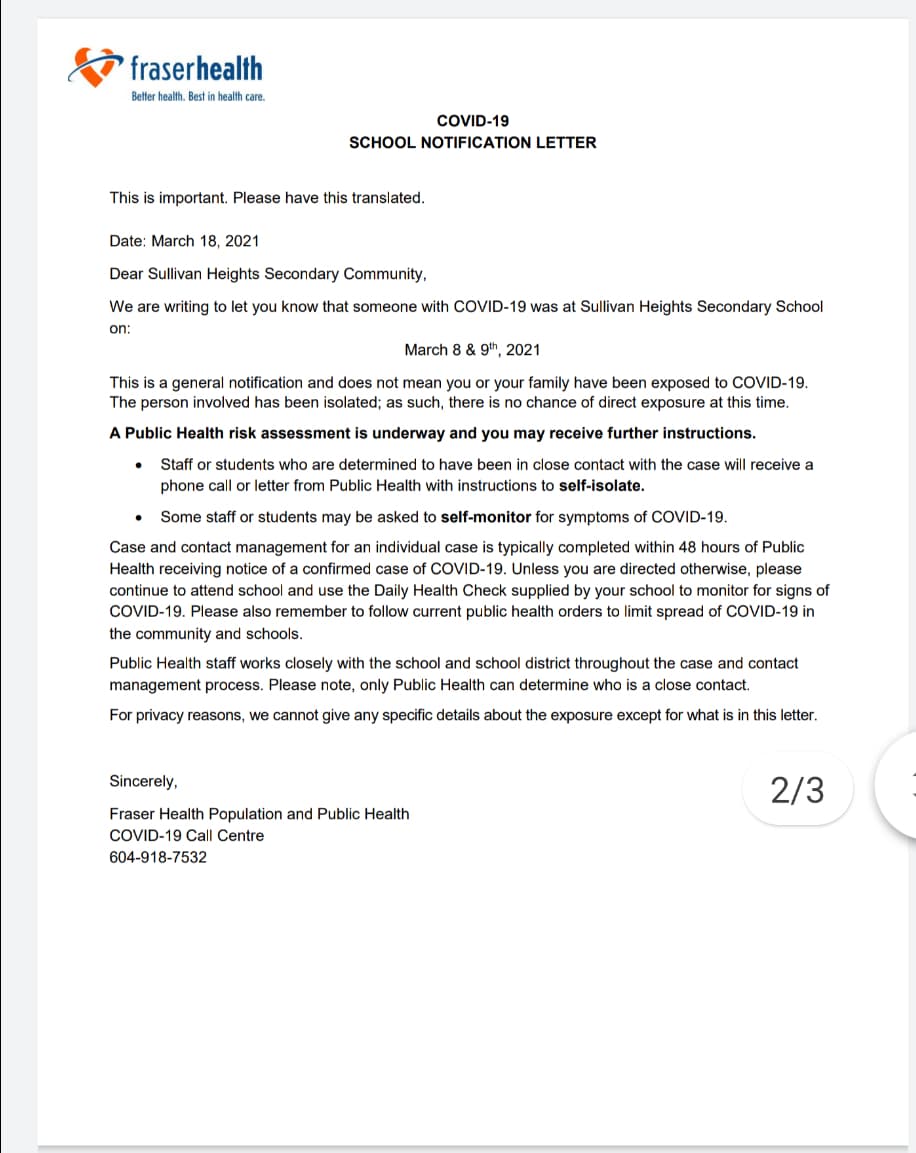 fraserhealth
Better health. Best in health care.
COVID-19
SCHOOL NOTIFICATION LETTER
This is important. Please have this translated.
Date: March 18, 2021
Dear Sullivan Heights Secondary Community,
We are writing to let you know that someone with COVID-19 was at Sullivan Heights Secondary School
on:
March 8 & 9th, 2021
This is a general notification and does not mean you or your family have been exposed to COVID-19.
The person involved has been isolated; as such, there is no chance of direct exposure at this time.
A Public Health risk assessment is underway and you may receive further instructions.
• Staff or students who are determined to have been in close contact with the case will receive a
phone call or letter from Public Health with instructions to self-isolate.
• Some staff or students may be asked to self-monitor for symptoms of COVID-19.
Case and contact management for an individual case is typically completed within 48 hours of Public
Health receiving notice of a confirmed case of COVID-19. Unless you are directed otherwise, please
continue to attend school and use the Daily Health Check supplied by your school to monitor for signs of
COVID-19. Please also remember to follow current public health orders to limit spread of COVID-19 in
the community and schools.
Public Health staff works closely with the school and school district throughout the case and contact
management process. Please note, only Public Health can determine who is a close contact.
For privacy reasons, we cannot give any specific details about the exposure except for what is in this letter.
Sincerely,
2/3
Fraser Health Population and Public Health
COVID-19 Call Centre
604-918-7532